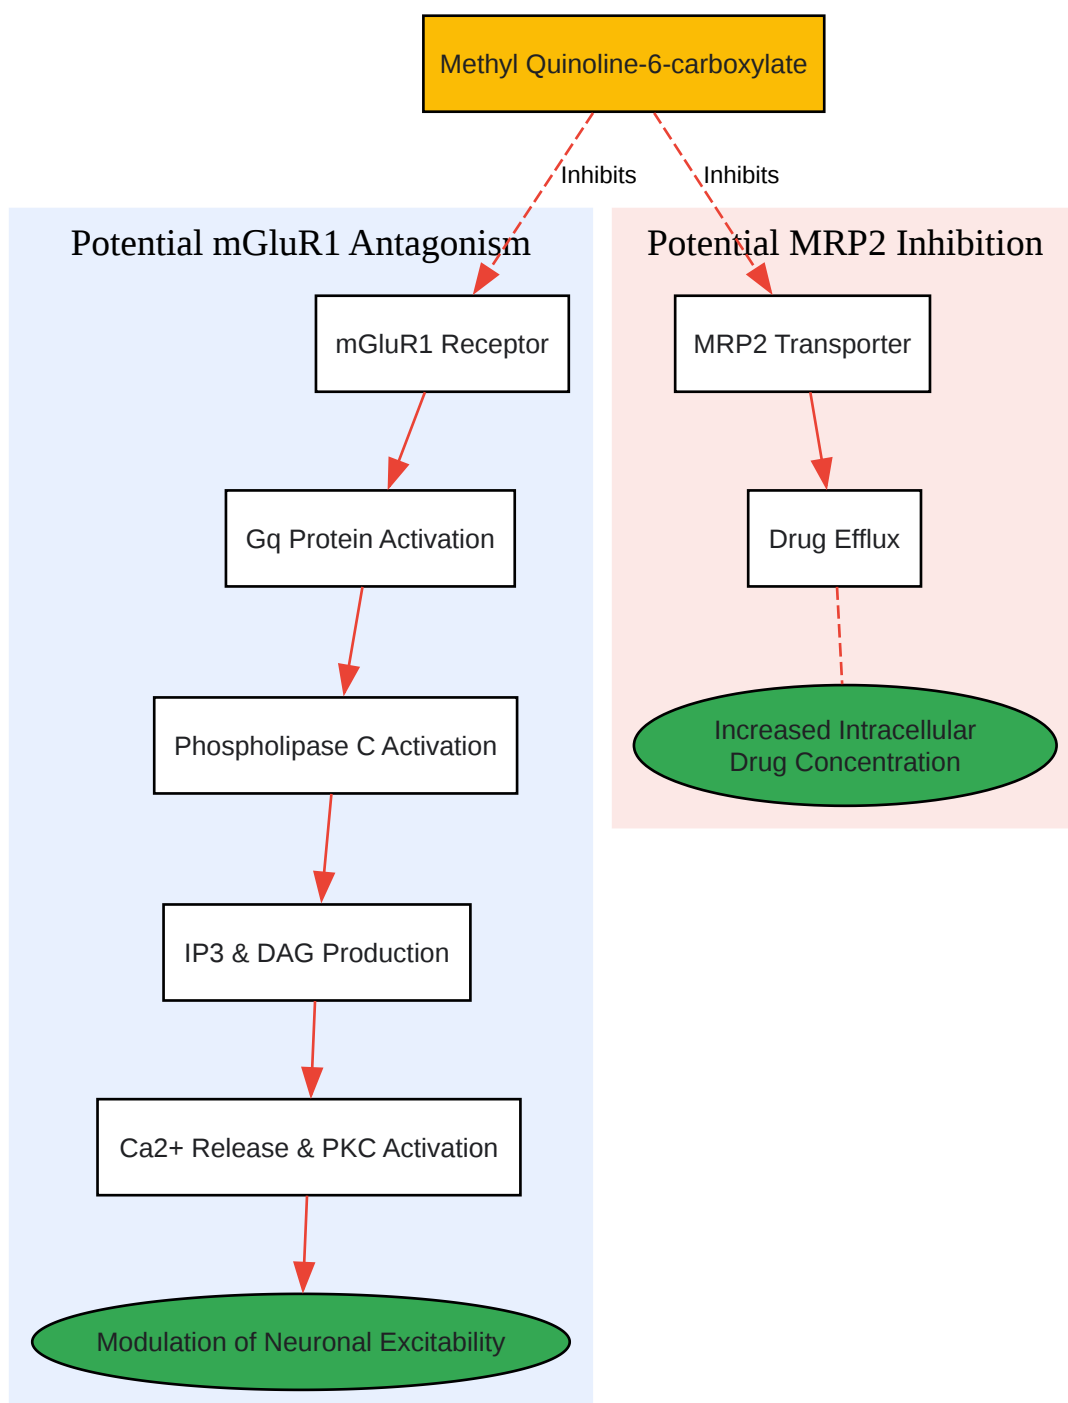 Methyl Quinoline-6-carboxylate
Inhibits
Inhibits
Potential mGluR1 Antagonism
Potential MRP2 Inhibition
mGluR1 Receptor
MRP2 Transporter
Gq Protein Activation
Drug Efflux
Phospholipase C Activation
Increased Intracellular
Drug Concentration
IP3 & DAG Production
Ca2+ Release & PKC Activation
Modulation of Neuronal Excitability